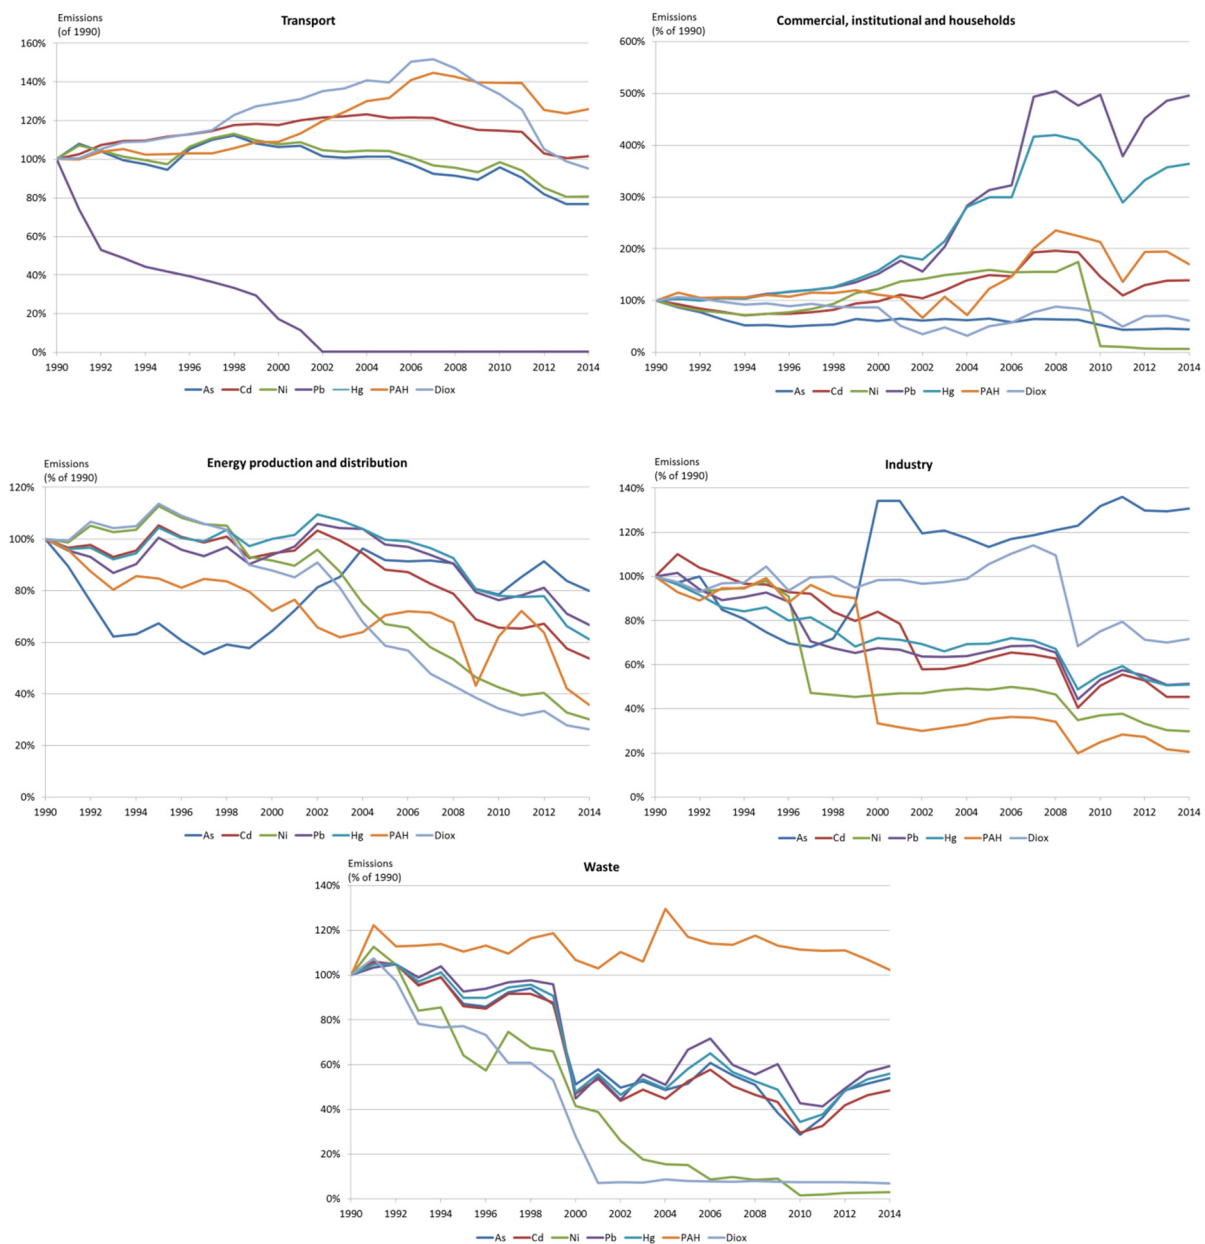 Emissions
(of 1990)
Transport
160%
140%
120%
100%
80%
60%
40%
20%
0%
1990 1992 1994 1996 1998 2000 2002 2004 2006 2008 2010 2012 2014
As Cd Ni Pb Hg PAH Diox
Emissions
(% of 1990)
Commercial, institutional and households
600%
500%
400%
300%
200%
100%
0%
1990 1992 1994 1996 1998 2000 2002 2004 2006 2008 2010 2012 2014
As Cd Ni Pb Hg PAH Diox
Emissions
(% of 1990)
Energy production and distribution
120%
100%
80%
60%
40%
20%
0%
1990 1992 1994 1996 1998 2000 2002 2004 2006 2008 2010 2012 2014
As Cd Ni Pb Hg PAH Diox
Emissions
(% of 1990)
Industry
140%
120%
100%
80%
60%
40%
20%
0%
1990 1992 1994 1996 1998 2000 2002 2004 2006 2008 2010 2012 2014
As Cd Ni Pb Hg PAH Diox
Emissions
(% of 1990)
Waste
140%
120%
100%
80%
60%
40%
20%
0%
1990 1992 1994 1996 1998 2000 2002 2004 2006 2008 2010 2012 2014
As Cd Ni Pb Hg PAH Diox